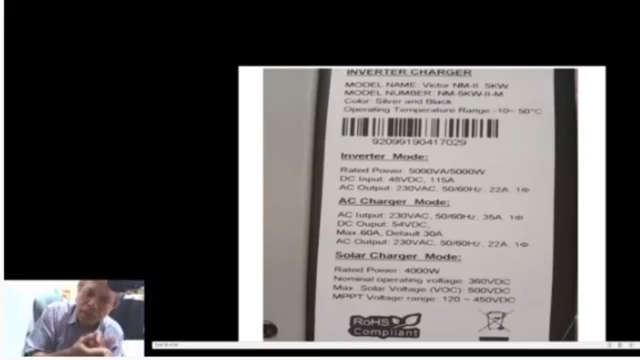 INVERTER CHARGER
MODEL NAME: Victor NM-II 5KW
MODEL NUMBER: NM-5KW-II-M
Color: Silver and Black
Operating Temperature Range:-10~ 50°C
92099190417029
Inverter Mode:
Rated Power: 5000VA/5000W
DC Input: 48VDC, 115A
AC Output: 230VAC, 50/60Hz. 22A. 1Φ
AC Charger Mode:
AC Iutput: 230VAC, 50/60Hz. 35A. 1Φ
DC Ouput: 54VDC,
Max.60A, Default 30A
AC Output: 230VAC, 50/60Hz. 22A. 1Φ
Solar Charger Mode:
Rated Power: 4000W
Nominal operating voltage: 360VDC
Max. Solar Voltage (VOC) 500VDC
MPPT Voltage range: 120 ~ 450VDC
RoHS
Compliant